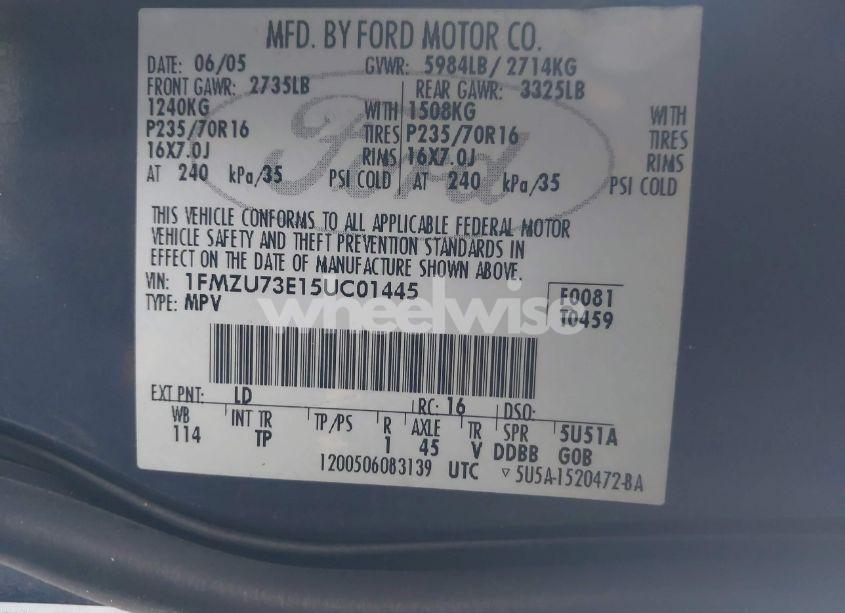 MFD. BY FORD MOTOR CO.
DATE: 06/05 GVWR: 5984LB/ 2714KG
FRONT GAWR: 2735LB REAR GAWR: 3325LB
1240KG WITH 1508KG WITH
P235/70R16 TIRES P235/70R16 TIRES
16X7.0J RIMS 16X7.0J RIMS
AT 240 kPa/35 PSI COLD AT 240 kPa/35 PSI COLD
Ford
THIS VEHICLE CONFORMS TO ALL APPLICABLE FEDERAL MOTOR
VEHICLE SAFETY AND THEFT PREVENTION STANDARDS IN
EFFECT ON THE DATE OF MANUFACTURE SHOWN ABOVE.
VIN: 1FMZU73E15UC01445 F0081
TYPE: MPV T0459
wheelwise
EXT PNT: LD RC: 16 DSO:
WB INT TR TP/PS R AXLE TR SPR 5U51A
114 TP 1 45 V DDBB GOB
1200506083139 UTC ▿ 5U5A-1520472-BA